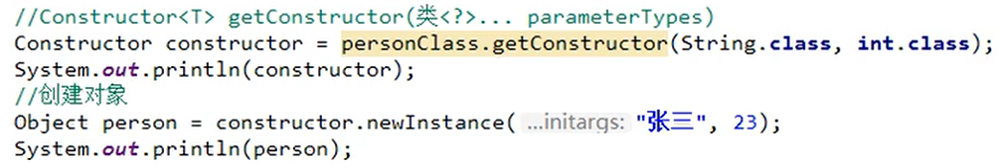 //Constructor<T> getConstructor(类<?>... parameterTypes)
Constructor constructor = personClass.getConstructor(String.class, int.class);
System.out.println(constructor);
//创建对象
Object person = constructor.newInstance( ...initargs: "张三", 23);
System.out.println(person);